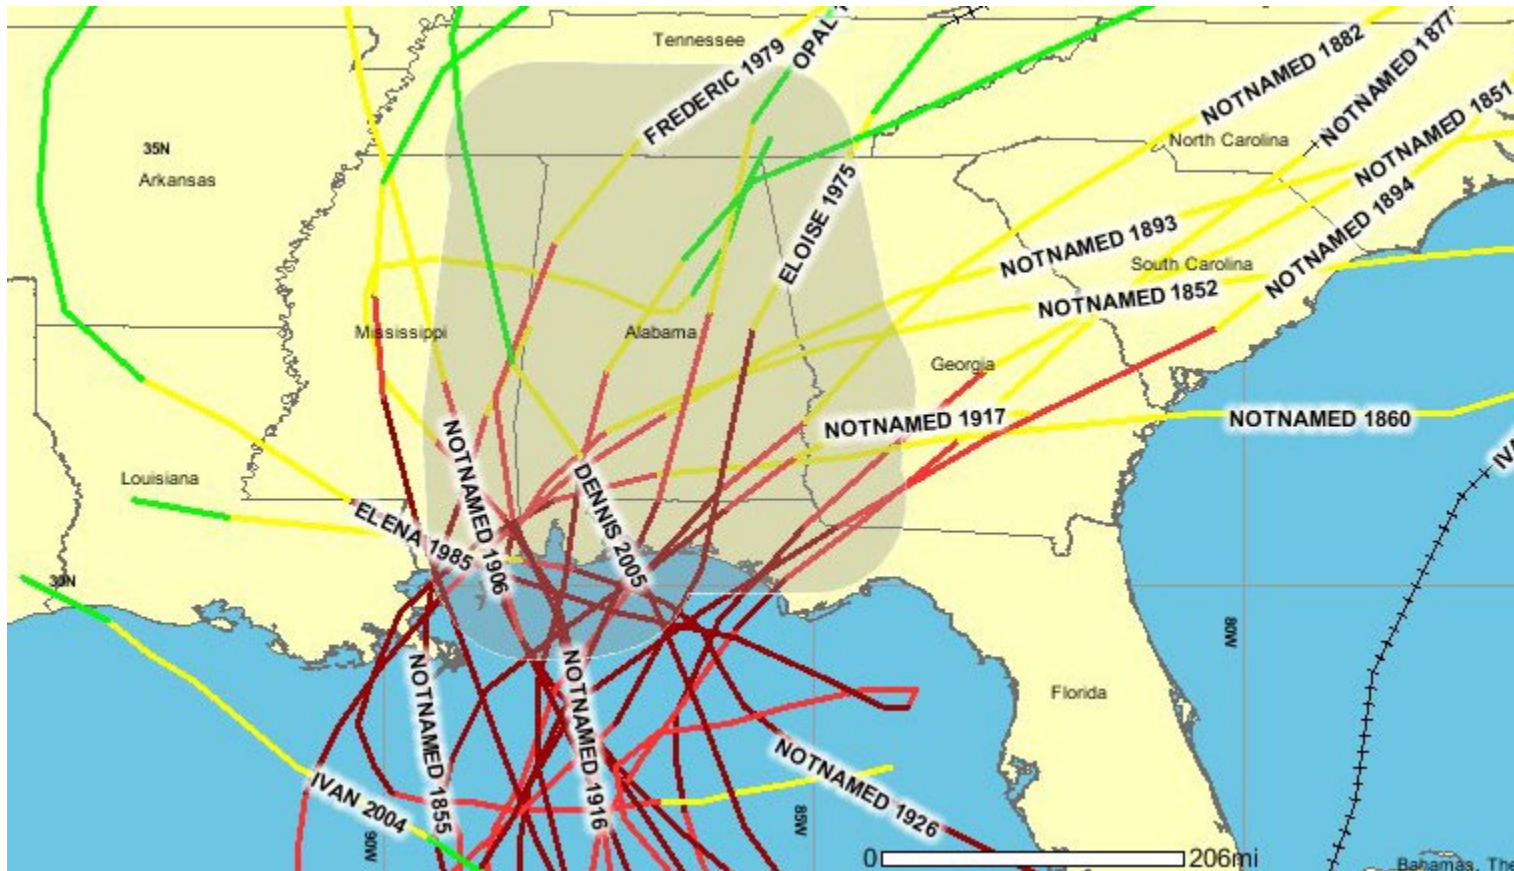 Tennessee
OPAL
FREDERIC 1979
NOTNAMED 1882
NOTNAMED 1877
NOTNAMED 1851
35N
Arkansas
North Carolina
ELOISE 1975
NOTNAMED 1893
NOTNAMED 1894
South Carolina
NOTNAMED 1852
Mississippi
Alabama
Georgia
NOTNAMED 1917
NOTNAMED 1860
Louisiana
NOTNAMED 1906
DENNIS 2005
ELENA 1985
30N
80W
Florida
NOTNAMED 1855
NOTNAMED 1916
NOTNAMED 1926
IVAN 2004
90W
85W
0
206mi
Bahamas, The